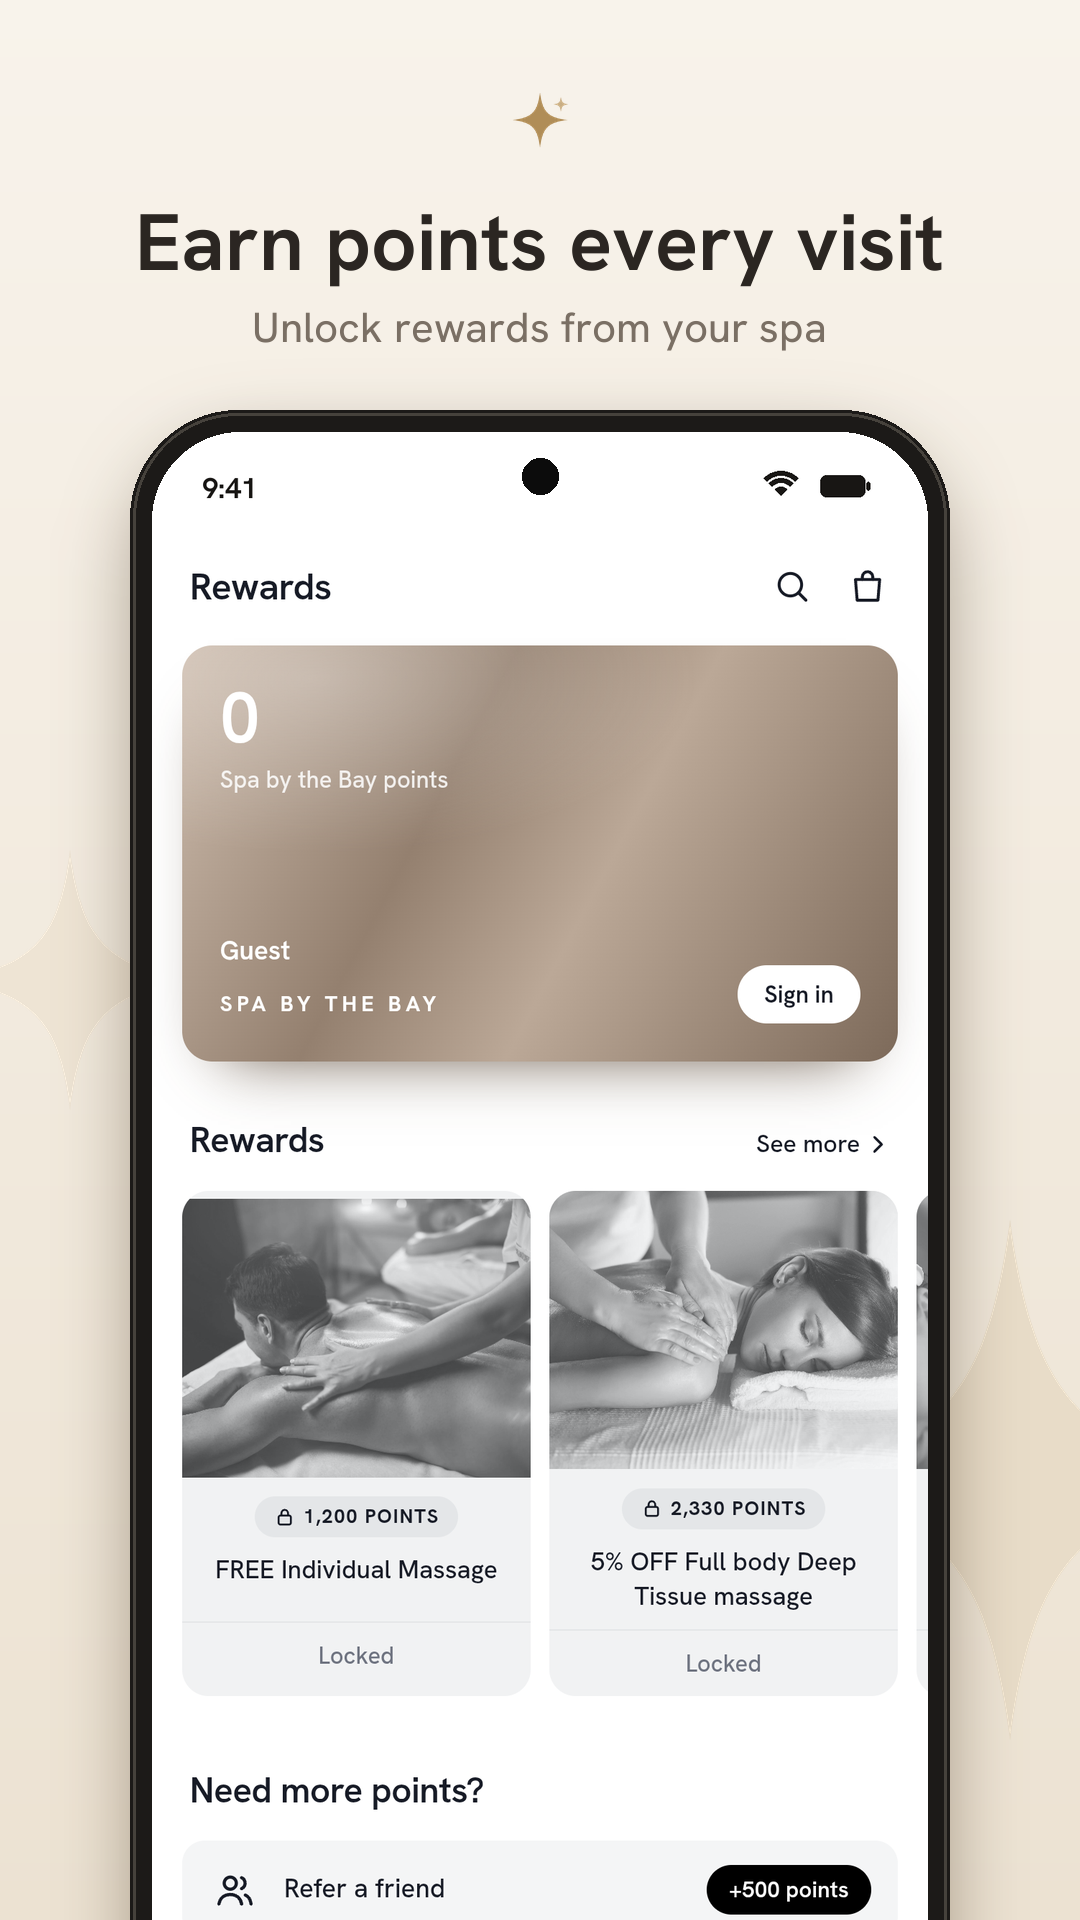 Earn points every visit
Unlock rewards from your spa
9:41
Rewards
0
Spa by the Bay points
Guest
SPA BY THE BAY
Sign in
Rewards
See more
1,200 POINTS
FREE Individual Massage
Locked
2,330 POINTS
5% OFF Full body Deep
Tissue massage
Locked
Need more points?
Refer a friend
+500 points